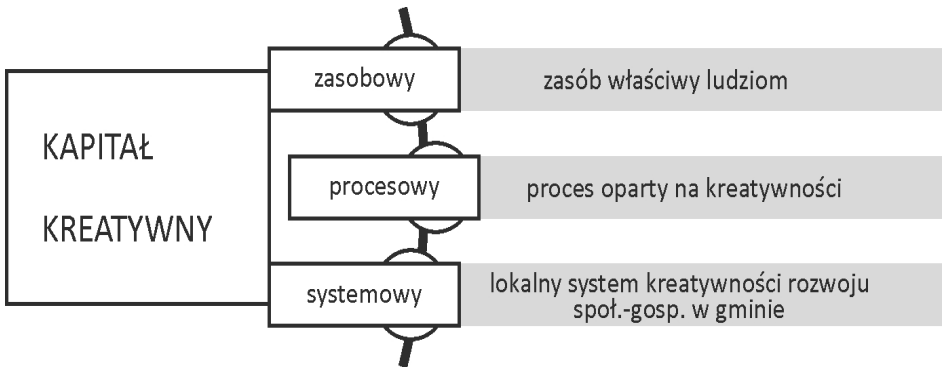 KAPITAŁ
KREATYWNY
zasobowy
zasób właściwy ludziom
procesowy
proces oparty na kreatywności
systemowy
lokalny system kreatywności rozwoju
społ.-gosp. w gminie